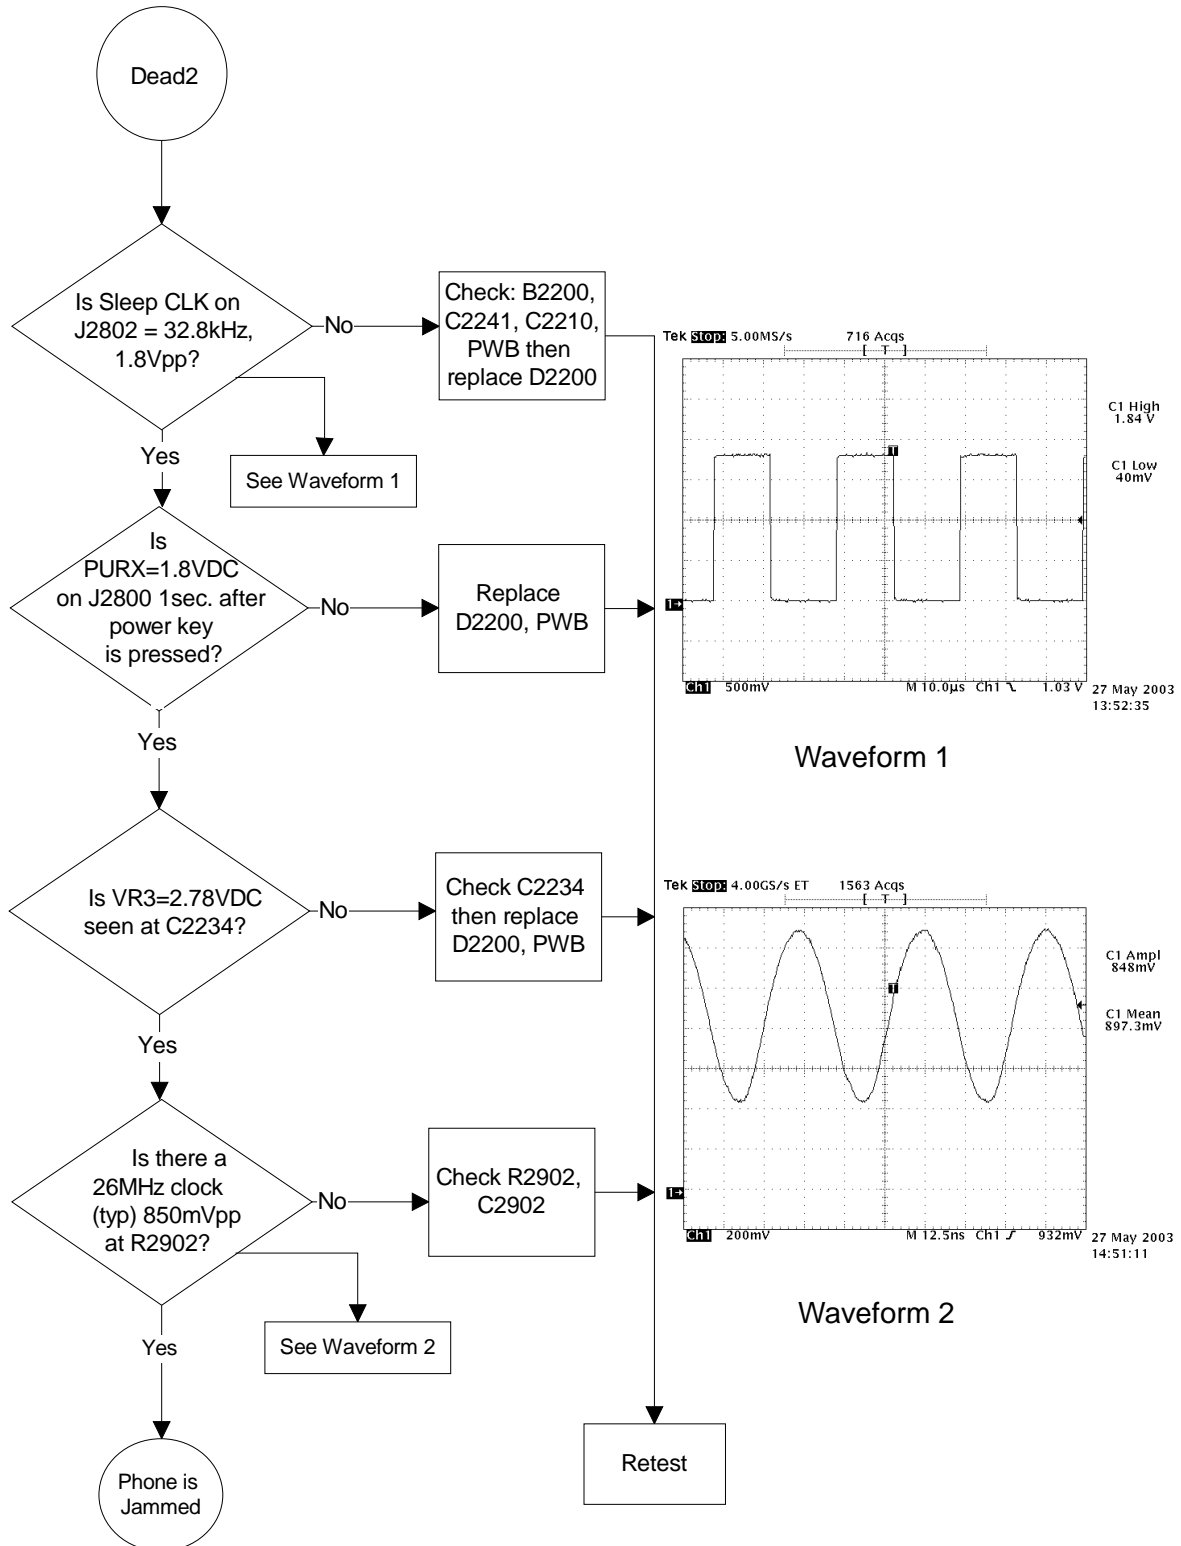 Dead2
Is Sleep CLK on
J2802 = 32.8kHz,
1.8Vpp?
No
Check: B2200,
C2241, C2210,
PWB then
replace D2200
See Waveform 1
Yes
Is
PURX=1.8VDC
on J2800 1sec. after
power key
is pressed?
No
Replace
D2200, PWB
Yes
Is VR3=2.78VDC
seen at C2234?
No
Check C2234
then replace
D2200, PWB
Yes
Is there a
26MHz clock
(typ) 850mVpp
at R2902?
No
Check R2902,
C2902
See Waveform 2
Yes
Phone is
Jammed
Retest
Tek Stop: 5.00MS/s 716 Acqs
[ T ]
T
C1 High
1.84 V
C1 Low
40mV
1
Ch1 500mV M 10.0µs Ch1 1.03 V
27 May 2003
13:52:35
Waveform 1
Tek Stop: 4.00GS/s ET 1563 Acqs
[ T ]
T
C1 Ampl
848mV
C1 Mean
897.3mV
1
Ch1 200mV M 12.5ns Ch1 932mV
27 May 2003
14:51:11
Waveform 2